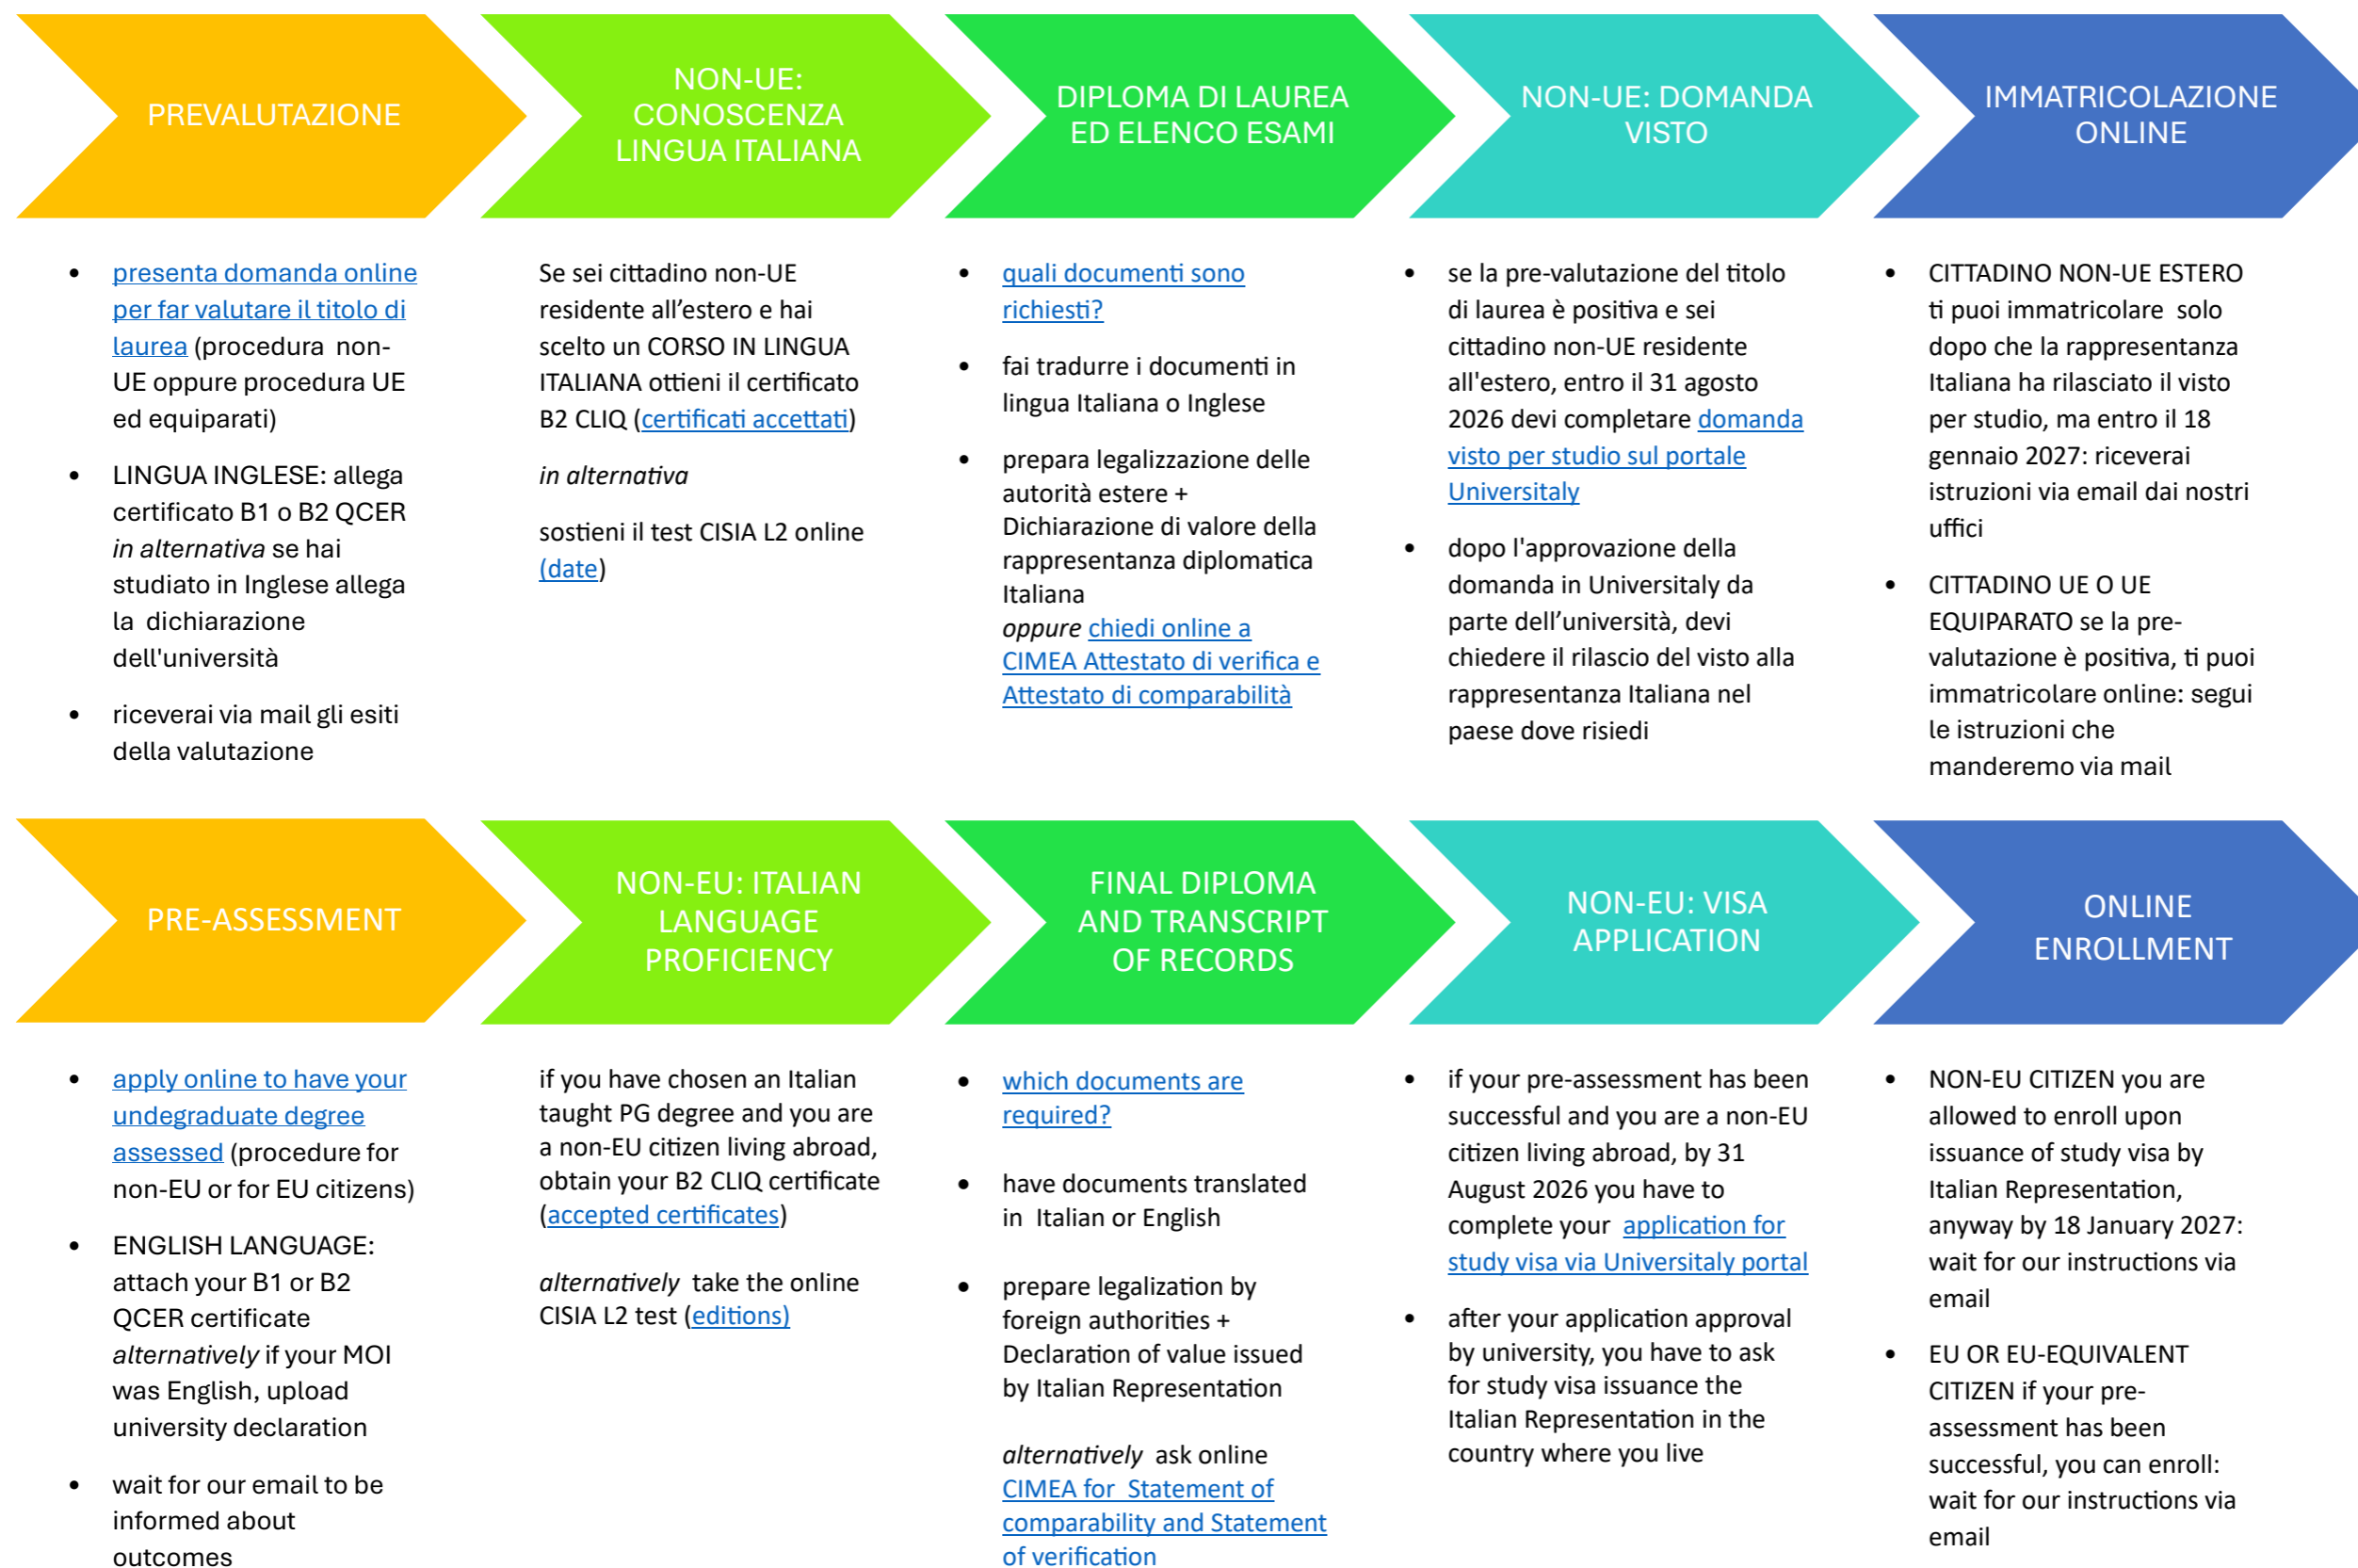 PREVALUTAZIONE
NON-UE:
CONOSCENZA
LINGUA ITALIANA
DIPLOMA DI LAUREA
ED ELENCO ESAMI
NON-UE: DOMANDA
VISTO
IMMATRICOLAZIONE
ONLINE
• presenta domanda online
per far valutare il titolo di
laurea (procedura non-
UE oppure procedura UE
ed equiparati)
• LINGUA INGLESE: allega
certificato B1 o B2 QCER
in alternativa se hai
studiato in Inglese allega
la dichiarazione
dell'università
• riceverai via mail gli esiti
della valutazione
Se sei cittadino non-UE
residente all’estero e hai
scelto un CORSO IN LINGUA
ITALIANA ottieni il certificato
B2 CLIQ (certificati accettati)
in alternativa
sostieni il test CISIA L2 online
(date)
• quali documenti sono
richiesti?
• fai tradurre i documenti in
lingua Italiana o Inglese
• prepara legalizzazione delle
autorità estere +
Dichiarazione di valore della
rappresentanza diplomatica
Italiana
oppure chiedi online a
CIMEA Attestato di verifica e
Attestato di comparabilità
• se la pre-valutazione del titolo
di laurea è positiva e sei
cittadino non-UE residente
all'estero, entro il 31 agosto
2026 devi completare domanda
visto per studio sul portale
Universitaly
• dopo l'approvazione della
domanda in Universitaly da
parte dell’università, devi
chiedere il rilascio del visto alla
rappresentanza Italiana nel
paese dove risiedi
• CITTADINO NON-UE ESTERO
ti puoi immatricolare solo
dopo che la rappresentanza
Italiana ha rilasciato il visto
per studio, ma entro il 18
gennaio 2027: riceverai
istruzioni via email dai nostri
uffici
• CITTADINO UE O UE
EQUIPARATO se la pre-
valutazione è positiva, ti puoi
immatricolare online: segui
le istruzioni che
manderemo via mail
PRE-ASSESSMENT
NON-EU: ITALIAN
LANGUAGE
PROFICIENCY
FINAL DIPLOMA
AND TRANSCRIPT
OF RECORDS
NON-EU: VISA
APPLICATION
ONLINE
ENROLLMENT
• apply online to have your
undegraduate degree
assessed (procedure for
non-EU or for EU citizens)
• ENGLISH LANGUAGE:
attach your B1 or B2
QCER certificate
alternatively if your MOI
was English, upload
university declaration
• wait for our email to be
informed about
outcomes
if you have chosen an Italian
taught PG degree and you are
a non-EU citizen living abroad,
obtain your B2 CLIQ certificate
(accepted certificates)
alternatively take the online
CISIA L2 test (editions)
• which documents are
required?
• have documents translated
in Italian or English
• prepare legalization by
foreign authorities +
Declaration of value issued
by Italian Representation
alternatively ask online
CIMEA for Statement of
comparability and Statement
of verification
• if your pre-assessment has been
successful and you are a non-EU
citizen living abroad, by 31
August 2026 you have to
complete your application for
study visa via Universitaly portal
• after your application approval
by university, you have to ask
for study visa issuance the
Italian Representation in the
country where you live
• NON-EU CITIZEN you are
allowed to enroll upon
issuance of study visa by
Italian Representation,
anyway by 18 January 2027:
wait for our instructions via
email
• EU OR EU-EQUIVALENT
CITIZEN if your pre-
assessment has been
successful, you can enroll:
wait for our instructions via
email